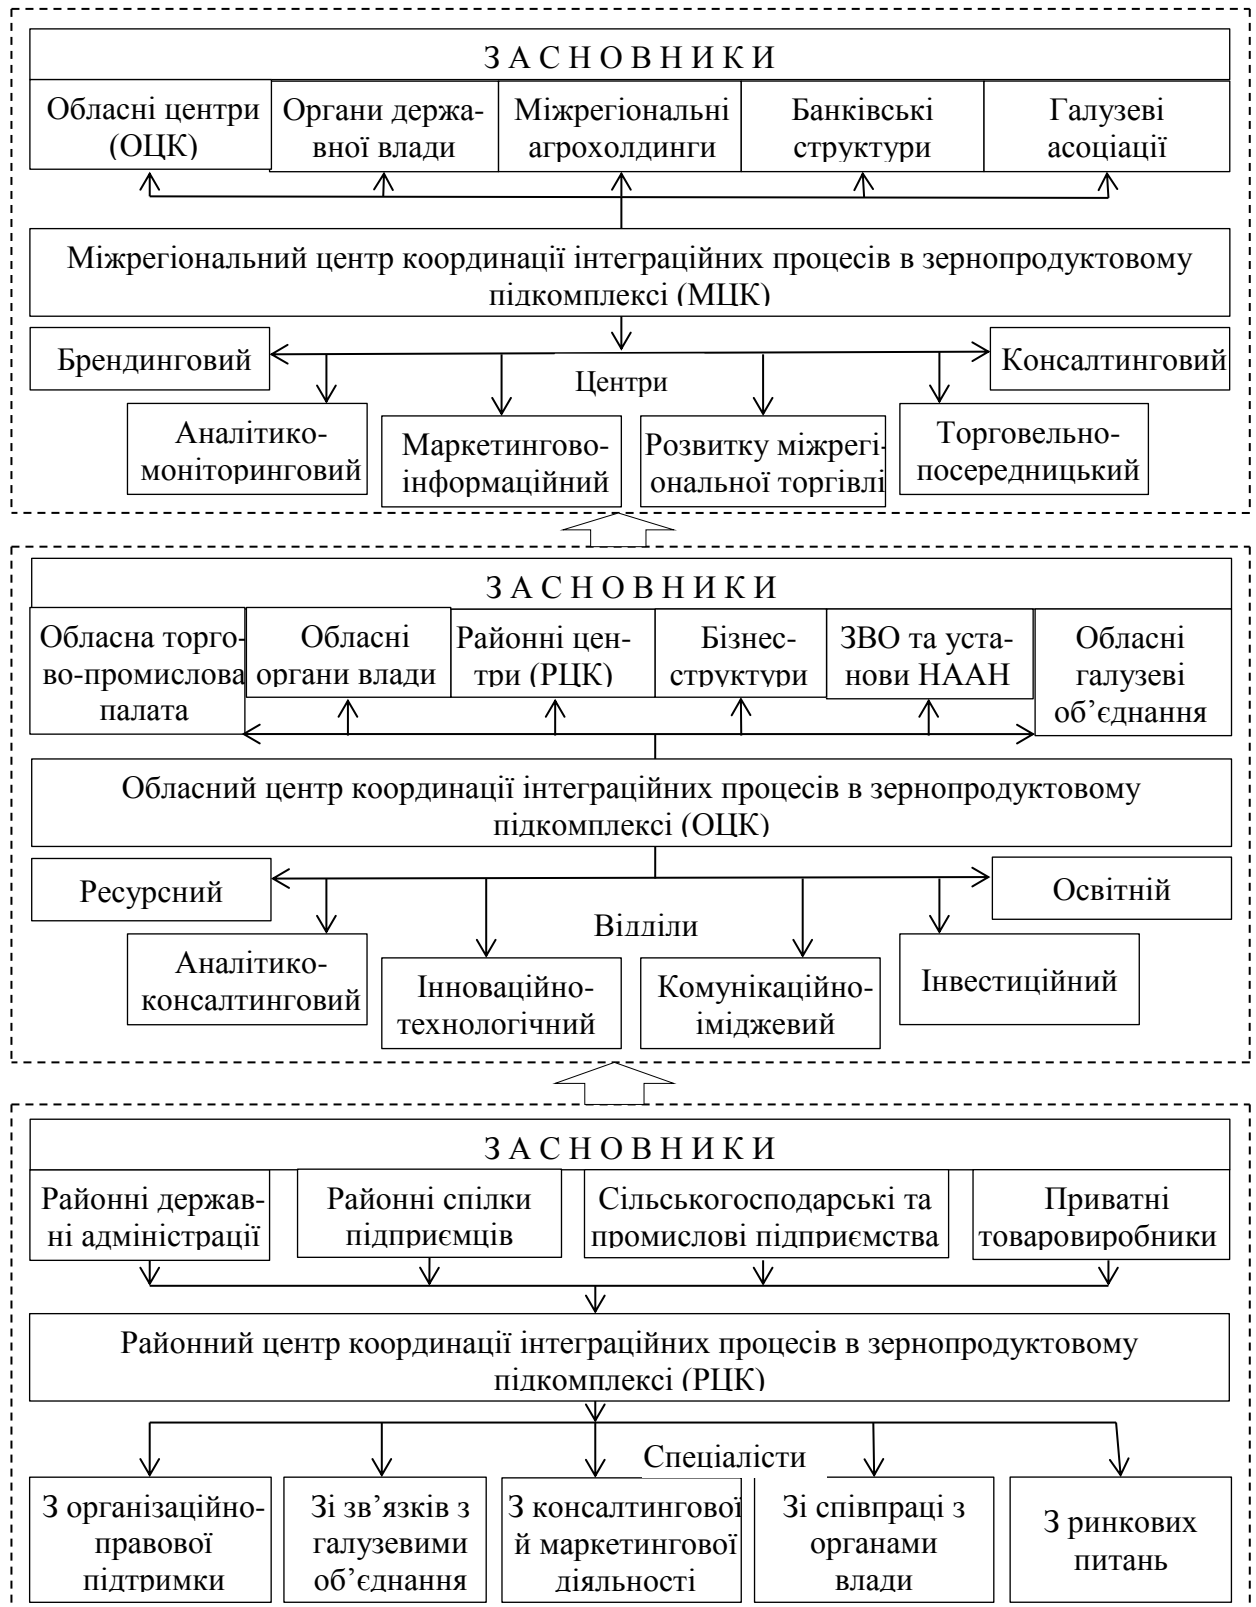 З А С Н О В Н И К И
Обласні центри
(ОЦК)
Органи держа-
вної влади
Міжрегіональні
агрохолдинги
Банківські
структури
Галузеві
асоціації
Міжрегіональний центр координації інтеграційних процесів в зернопродуктовому
підкомплексі (МЦК)
Брендинговий
Консалтинговий
Центри
Аналітико-
моніторинговий
Маркетингово-
інформаційний
Розвитку міжрегі-
ональної торгівлі
Торговельно-
посередницький
З А С Н О В Н И К И
Обласна торго-
во-промислова
палата
Обласні
органи влади
Районні цен-
три (РЦК)
Бізнес-
структури
ЗВО та уста-
нови НААН
Обласні
галузеві
об’єднання
Обласний центр координації інтеграційних процесів в зернопродуктовому
підкомплексі (ОЦК)
Ресурсний
Освітній
Відділи
Аналітико-
консалтинговий
Інноваційно-
технологічний
Комунікаційно-
іміджевий
Інвестиційний
З А С Н О В Н И К И
Районні держав-
ні адміністрації
Районні спілки
підприємців
Сільськогосподарські та
промислові підприємства
Приватні
товаровиробники
Районний центр координації інтеграційних процесів в зернопродуктовому
підкомплексі (РЦК)
Спеціалісти
З організаційно-
правової
підтримки
Зі зв’язків з
галузевими
об’єднання
З консалтингової
й маркетингової
діяльності
Зі співпраці з
органами
влади
З ринкових
питань